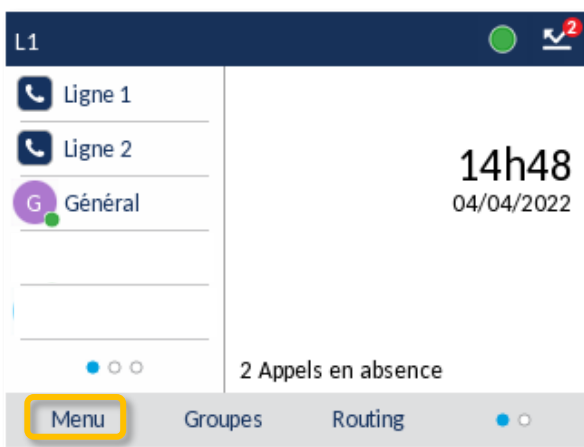 L1
2
Ligne 1
Ligne 2
G Général
14h48
04/04/2022
2 Appels en absence
Menu Groupes Routing